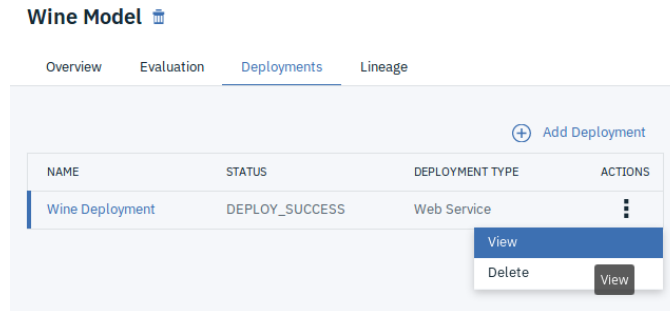 Wine Model
Overview Evaluation Deployments Lineage
Add Deployment
NAME STATUS DEPLOYMENT TYPE ACTIONS
Wine Deployment DEPLOY_SUCCESS Web Service
View
Delete
View